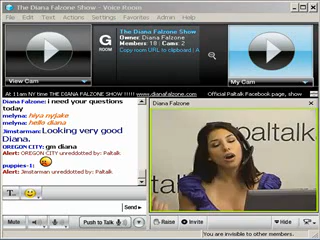 The Diana Falzone Show - Voice Room
File Edit Text Actions Settings Favorites Admin Help
G
ROOM
The Diana Falzone Show
Owner: Diana Falzone
Members : 18 : Cams : 2
Copy room URL to clipboard | A
View Cam
My Cam
At 11AM NY time THE DIANA FALZONE SHOW !!!!! www.dianafalzone.com
Official Paltalk Facebook page, show
Diana Falzone: i need your questions today
melyna: hiya nyjake
melyna: hello diana
Jimstarman: Looking very good Diana.
OREGON CITY: gm diana
Alert: OREGON CITY unreddotted by: Paltalk
puppies-1:
Alert: Jimstarman unreddotted by: Paltalk
Diana Falzone
paltalk
Send
Mute
Push to Talk
Raise
Invite
Hide
You are invisible to other members.